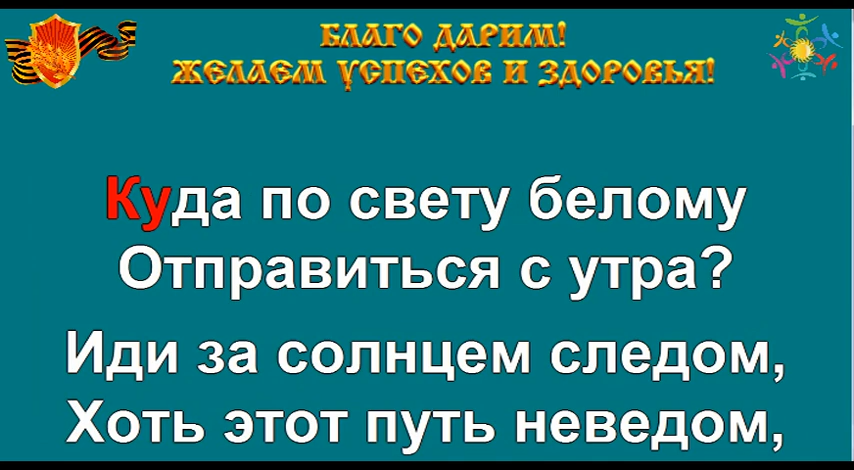 БЛАГО ДАРИМ!
ЖЕЛАЕМ УСПЕХОВ И ЗДОРОВЬЯ!
Куда по свету белому
Отправиться с утра?
Иди за солнцем следом,
Хоть этот путь неведом,